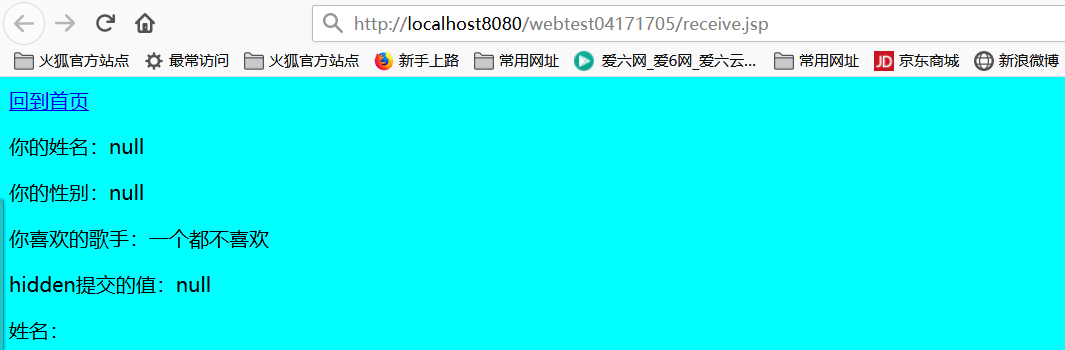 http://localhost8080/webtest04171705/receive.jsp
火狐官方站点 最常访问 火狐官方站点 新手上路 常用网址 爱六网_爱6网_爱六云... 常用网址 JD 京东商城 新浪微博
回到首页
你的姓名：null
你的性别：null
你喜欢的歌手：一个都不喜欢
hidden提交的值：null
姓名：